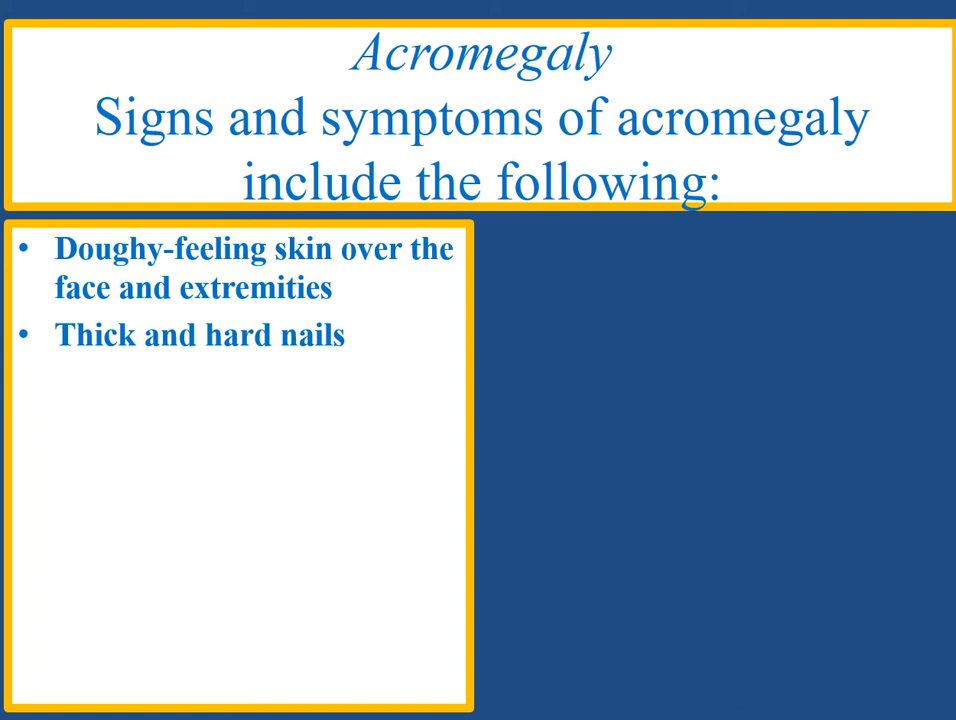 Acromegaly
Signs and symptoms of acromegaly
include the following:
• Doughy-feeling skin over the
face and extremities
• Thick and hard nails